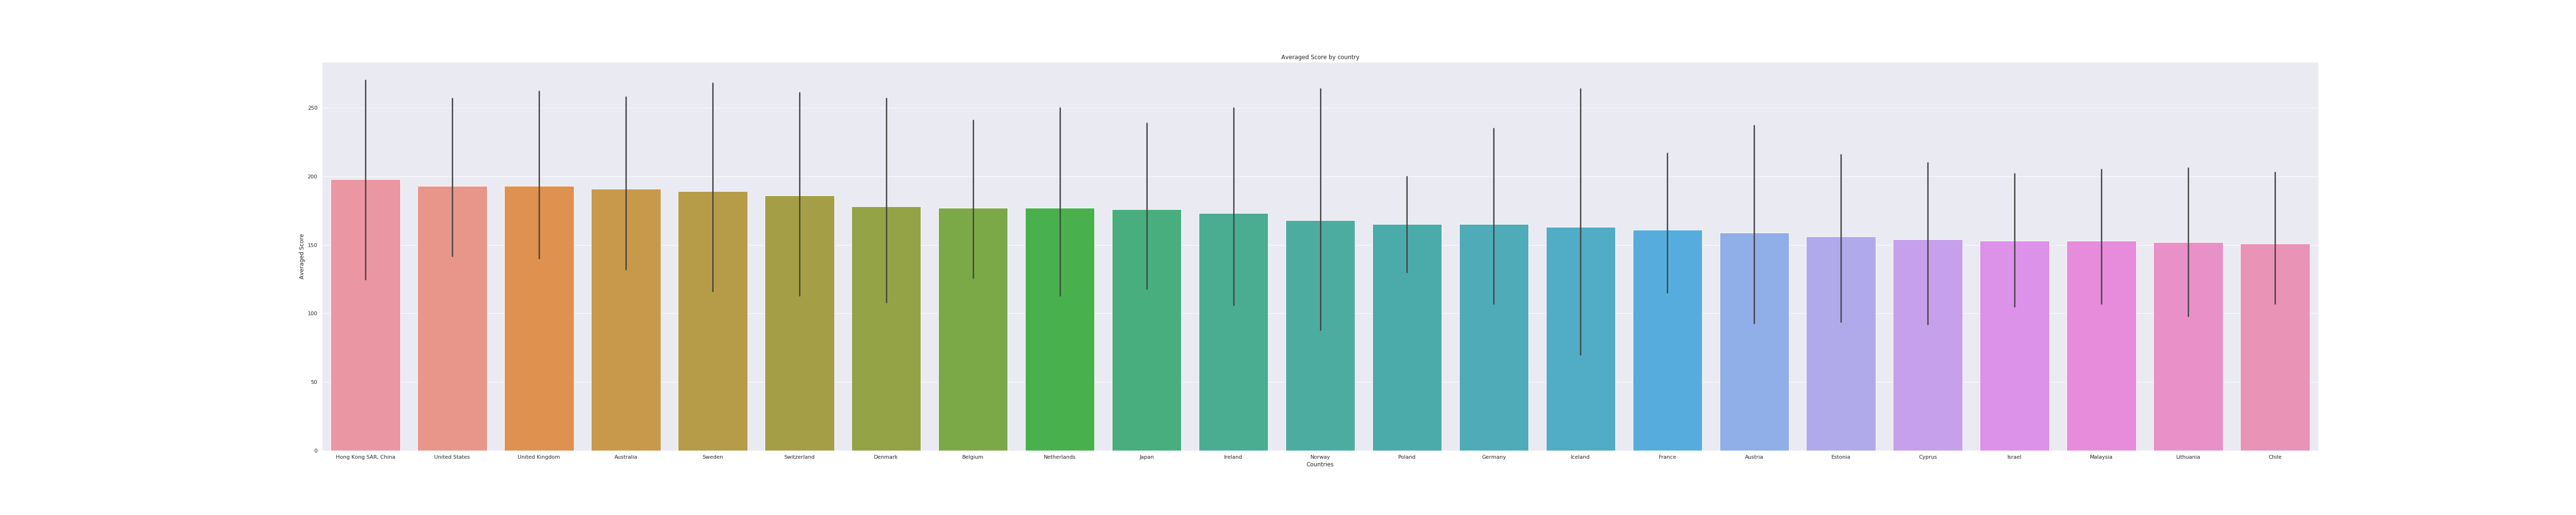 Averaged Score by country
250
200
150
100
50
0
Averaged Score
Hong Kong SAR, China United States United Kingdom Australia Sweden Switzerland Denmark Belgium Netherlands Japan Ireland Norway Poland Germany Iceland France Austria Estonia Cyprus Israel Malaysia Lithuania Chile
Countries